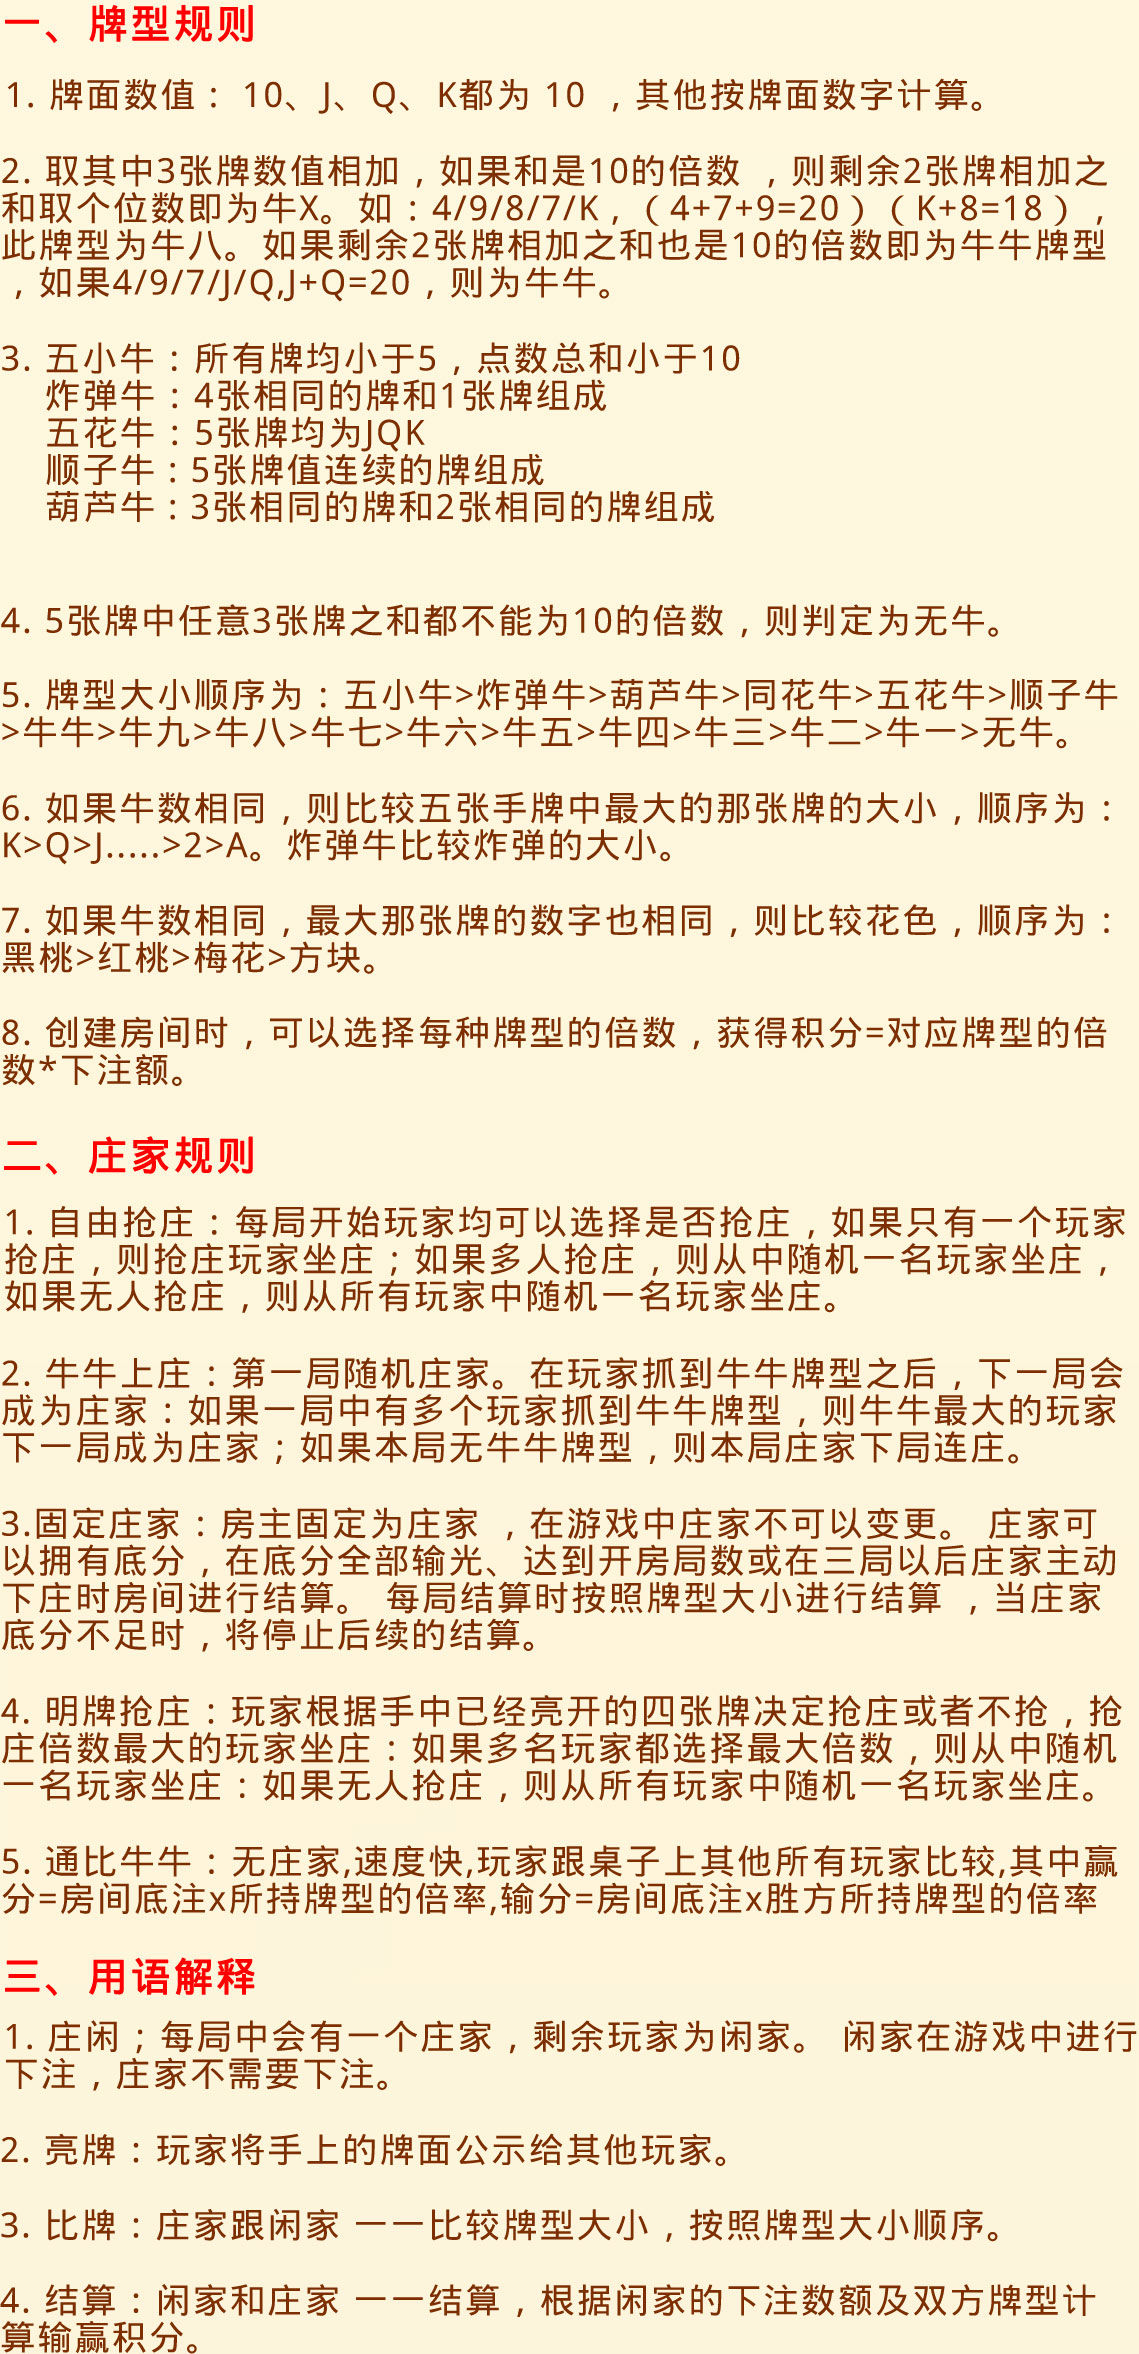 一、牌型规则
1. 牌面数值：10、J、Q、K都为 10 ，其他按牌面数字计算。
2. 取其中3张牌数值相加，如果和是10的倍数 ，则剩余2张牌相加之
和取个位数即为牛X。如：4/9/8/7/K，（4+7+9=20）（K+8=18），
此牌型为牛八。如果剩余2张牌相加之和也是10的倍数即为牛牛牌型
，如果4/9/7/J/Q,J+Q=20，则为牛牛。
3. 五小牛：所有牌均小于5，点数总和小于10
炸弹牛：4张相同的牌和1张牌组成
五花牛：5张牌均为JQK
顺子牛：5张牌值连续的牌组成
葫芦牛：3张相同的牌和2张相同的牌组成
4. 5张牌中任意3张牌之和都不能为10的倍数，则判定为无牛。
5. 牌型大小顺序为：五小牛>炸弹牛>葫芦牛>同花牛>五花牛>顺子牛
>牛牛>牛九>牛八>牛七>牛六>牛五>牛四>牛三>牛二>牛一>无牛。
6. 如果牛数相同，则比较五张手牌中最大的那张牌的大小，顺序为：
K>Q>J.....>2>A。炸弹牛比较炸弹的大小。
7. 如果牛数相同，最大那张牌的数字也相同，则比较花色，顺序为：
黑桃>红桃>梅花>方块。
8. 创建房间时，可以选择每种牌型的倍数，获得积分=对应牌型的倍
数*下注额。
二、庄家规则
1. 自由抢庄：每局开始玩家均可以选择是否抢庄，如果只有一个玩家
抢庄，则抢庄玩家坐庄；如果多人抢庄，则从中随机一名玩家坐庄，
如果无人抢庄，则从所有玩家中随机一名玩家坐庄。
2. 牛牛上庄：第一局随机庄家。在玩家抓到牛牛牌型之后，下一局会
成为庄家：如果一局中有多个玩家抓到牛牛牌型，则牛牛最大的玩家
下一局成为庄家；如果本局无牛牛牌型，则本局庄家下局连庄。
3.固定庄家：房主固定为庄家 ，在游戏中庄家不可以变更。 庄家可
以拥有底分，在底分全部输光、达到开房局数或在三局以后庄家主动
下庄时房间进行结算。 每局结算时按照牌型大小进行结算 ，当庄家
底分不足时，将停止后续的结算。
4. 明牌抢庄：玩家根据手中已经亮开的四张牌决定抢庄或者不抢，抢
庄倍数最大的玩家坐庄：如果多名玩家都选择最大倍数，则从中随机
一名玩家坐庄：如果无人抢庄，则从所有玩家中随机一名玩家坐庄。
5. 通比牛牛：无庄家,速度快,玩家跟桌子上其他所有玩家比较,其中赢
分=房间底注x所持牌型的倍率,输分=房间底注x胜方所持牌型的倍率
三、用语解释
1. 庄闲；每局中会有一个庄家，剩余玩家为闲家。 闲家在游戏中进行
下注，庄家不需要下注。
2. 亮牌：玩家将手上的牌面公示给其他玩家。
3. 比牌：庄家跟闲家 一一比较牌型大小，按照牌型大小顺序。
4. 结算：闲家和庄家 一一结算，根据闲家的下注数额及双方牌型计
算输赢积分。